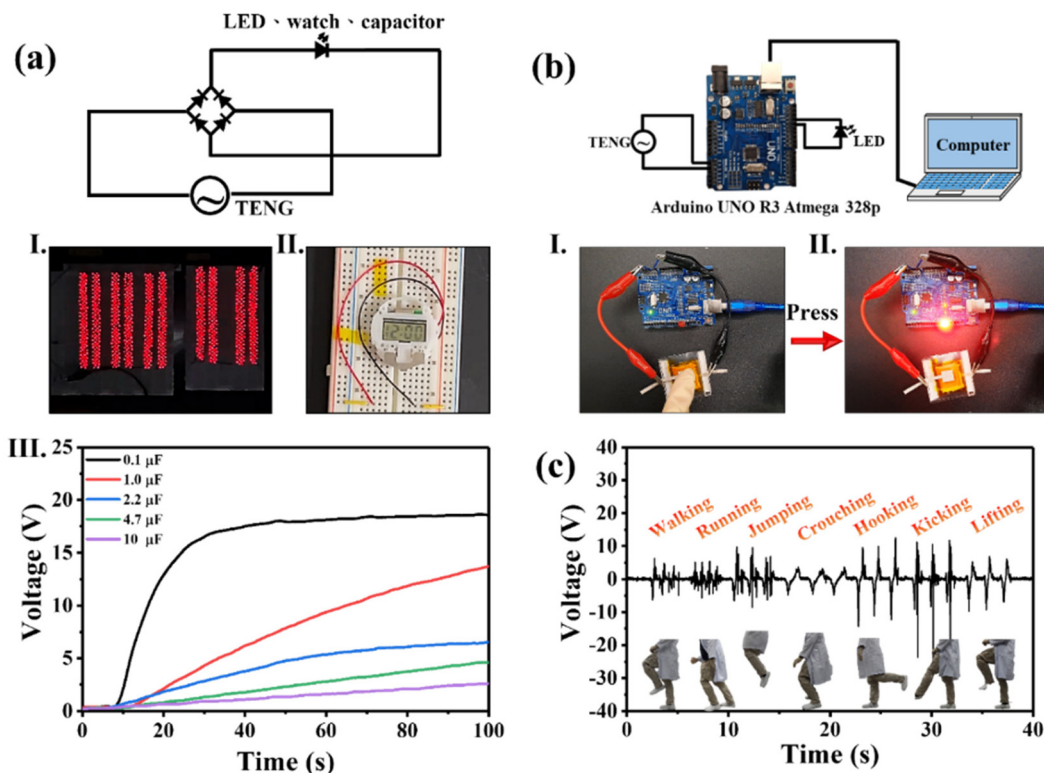 (a)
LED、watch、capacitor
TENG
I.
II.
12:00
III.
25
20
15
10
5
0
Voltage (V)
0.1 μF
1.0 μF
2.2 μF
4.7 μF
10 μF
0 20 40 60 80 100
Time (s)
(b)
TENG
UNO
LED
Computer
Arduino UNO R3 Atmega 328p
I.
Press
II.
UNO
(c)
40
30
20
10
0
-10
-20
-30
-40
Voltage (V)
Walking
Running
Jumping
Crouching
Hooking
Kicking
Lifting
0 10 20 30 40
Time (s)